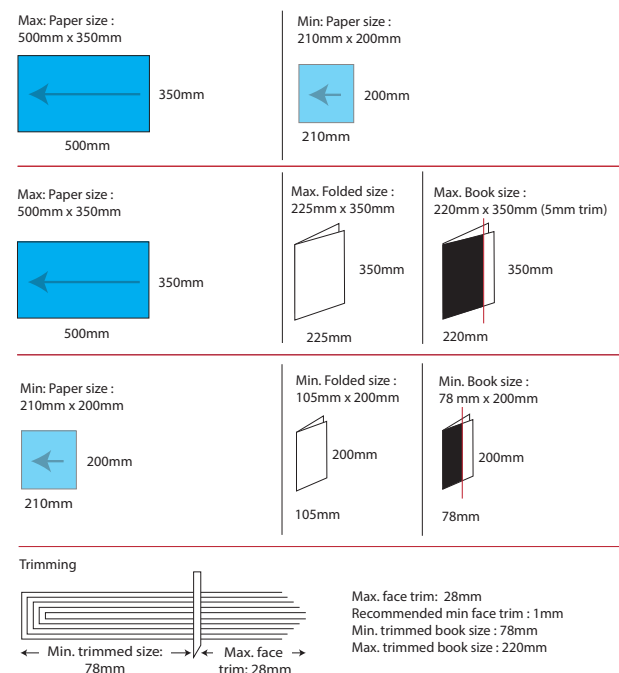 Max: Paper size :
500mm x 350mm
350mm
500mm
Min: Paper size :
210mm x 200mm
200mm
210mm
Max: Paper size :
500mm x 350mm
350mm
500mm
Max. Folded size :
225mm x 350mm
350mm
225mm
Max. Book size :
220mm x 350mm (5mm trim)
350mm
220mm
Min: Paper size :
210mm x 200mm
200mm
210mm
Min. Folded size :
105mm x 200mm
200mm
105mm
Min. Book size :
78 mm x 200mm
200mm
78mm
Trimming
Min. trimmed size:
78mm
Max. face
trim: 28mm
Max. face trim: 28mm
Recommended min face trim : 1mm
Min. trimmed book size : 78mm
Max. trimmed book size : 220mm